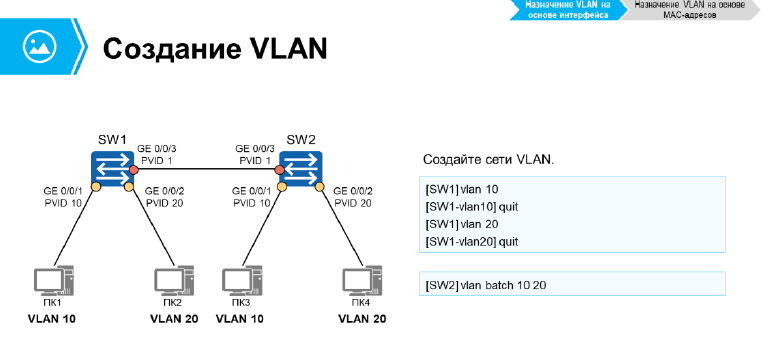 Назначение VLAN на
основе интерфейса
Назначение VLAN на основе
MAC-адресов
Создание VLAN
SW1
SW2
GE 0/0/3
PVID 1
GE 0/0/3
PVID 1
GE 0/0/1
PVID 10
GE 0/0/2
PVID 20
GE 0/0/1
PVID 10
GE 0/0/2
PVID 20
ПК1
ПК2
ПК3
ПК4
VLAN 10
VLAN 20
VLAN 10
VLAN 20
Создайте сети VLAN.
[SW1] vlan 10
[SW1-vlan10] quit
[SW1] vlan 20
[SW1-vlan20] quit
[SW2] vlan batch 10 20